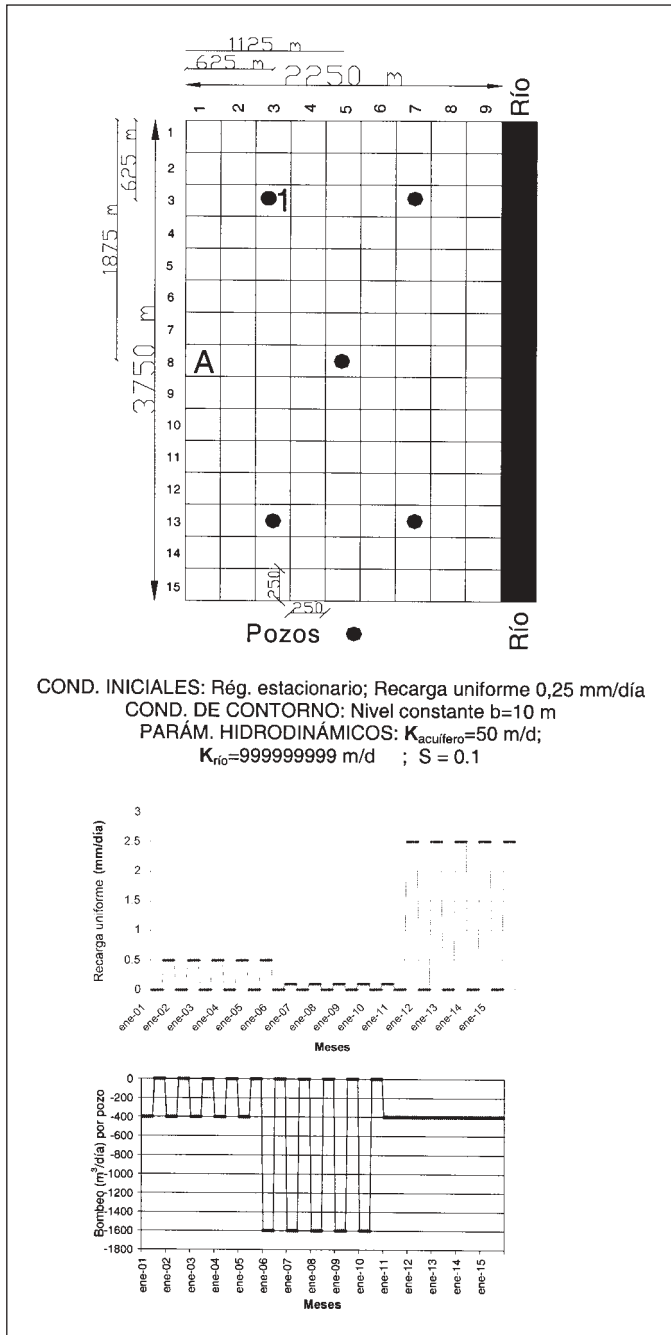 1125 m
625 m
2250 m
1 2 3 4 5 6 7 8 9 Río
625 m
1875 m
3750 m
1
2
3 1
4
5
6
7
8 A
9
10
11
12
13
14
15
250
250
Río
Pozos
COND. INICIALES: Rég. estacionario; Recarga uniforme 0,25 mm/día
COND. DE CONTORNO: Nivel constante b=10 m
PARÁM. HIDRODINÁMICOS: Kacuífero=50 m/d;
Krío=999999999 m/d ; S = 0.1
Recarga uniforme (mm/día)
3
2.5
2
1.5
1
0.5
0
ene-01 ene-02 ene-03 ene-04 ene-05 ene-06 ene-07 ene-08 ene-09 ene-10 ene-11 ene-12 ene-13 ene-14 ene-15
Meses
Bombeo (m³/día) por pozo
0
-200
-400
-600
-800
-1000
-1200
-1400
-1600
-1800
ene-01 ene-02 ene-03 ene-04 ene-05 ene-06 ene-07 ene-08 ene-09 ene-10 ene-11 ene-12 ene-13 ene-14 ene-15
Meses